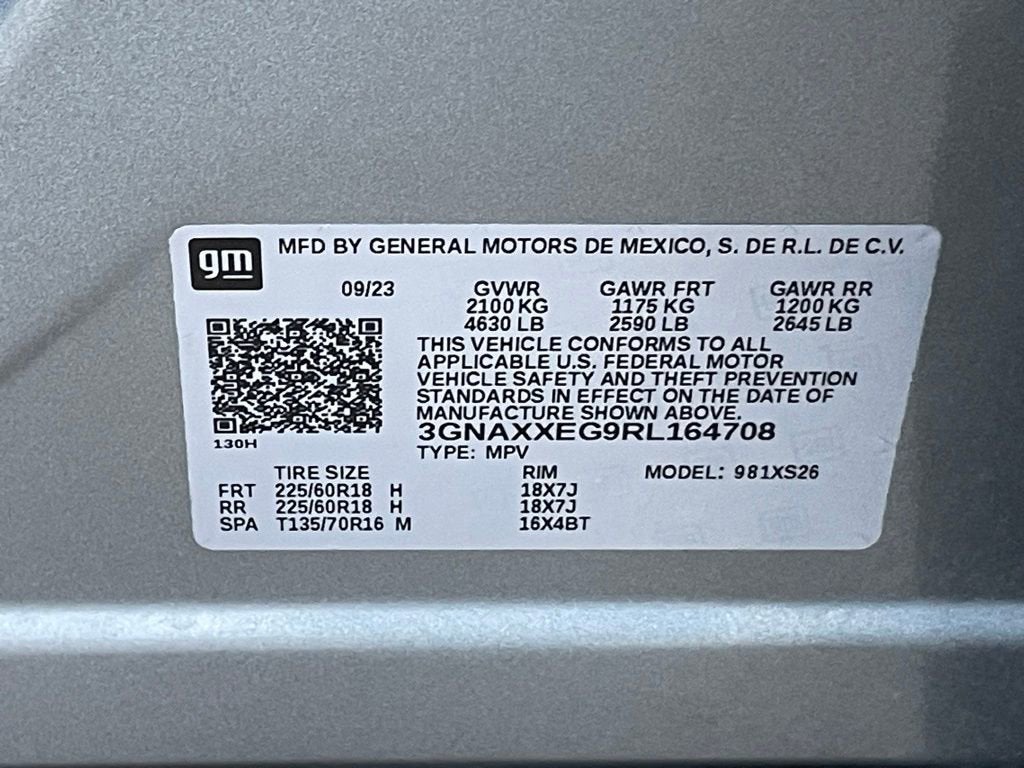 gm MFD BY GENERAL MOTORS DE MEXICO, S. DE R.L. DE C.V.
09/23 GVWR GAWR FRT GAWR RR
2100 KG 1175 KG 1200 KG
4630 LB 2590 LB 2645 LB
THIS VEHICLE CONFORMS TO ALL
APPLICABLE U.S. FEDERAL MOTOR
VEHICLE SAFETY AND THEFT PREVENTION
STANDARDS IN EFFECT ON THE DATE OF
MANUFACTURE SHOWN ABOVE.
3GNAXXEG9RL164708
130H
TYPE: MPV
TIRE SIZE RIM MODEL: 981XS26
FRT 225/60R18 H 18X7J
RR 225/60R18 H 18X7J
SPA T135/70R16 M 16X4BT